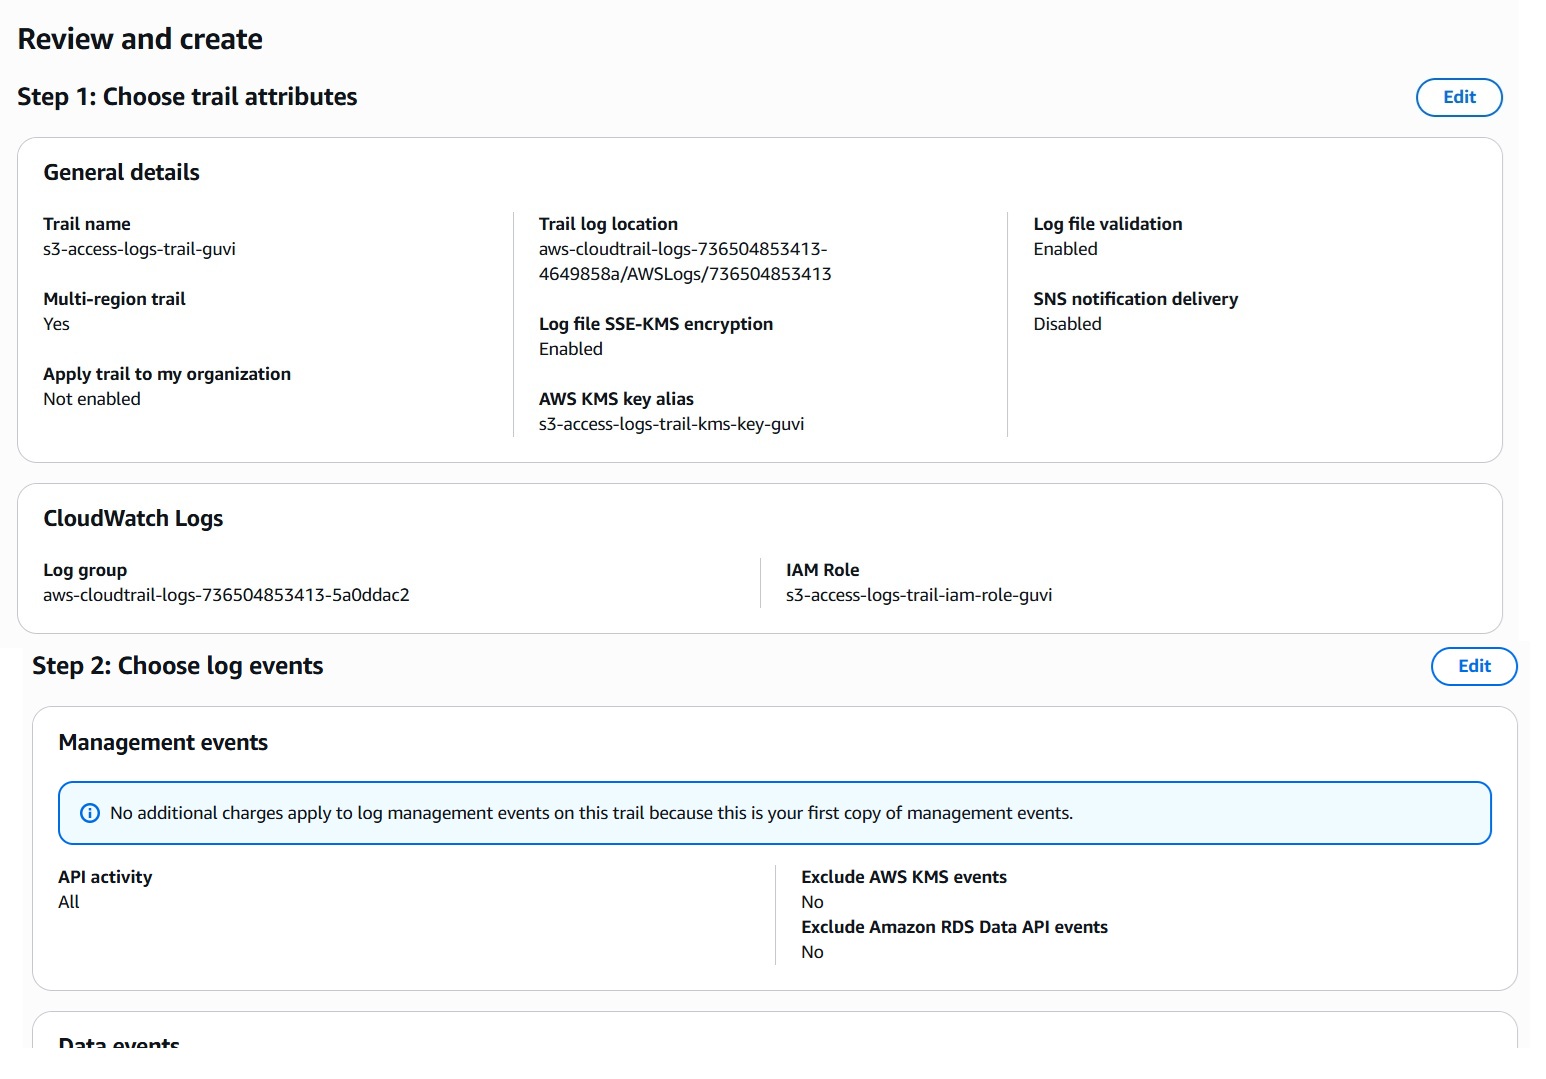 Review and create
Step 1: Choose trail attributes
Edit
General details
Trail name
s3-access-logs-trail-guvi
Multi-region trail
Yes
Apply trail to my organization
Not enabled
Trail log location
aws-cloudtrail-logs-736504853413-
4649858a/AWSLogs/736504853413
Log file SSE-KMS encryption
Enabled
AWS KMS key alias
s3-access-logs-trail-kms-key-guvi
Log file validation
Enabled
SNS notification delivery
Disabled
CloudWatch Logs
Log group
aws-cloudtrail-logs-736504853413-5a0ddac2
IAM Role
s3-access-logs-trail-iam-role-guvi
Step 2: Choose log events
Edit
Management events
No additional charges apply to log management events on this trail because this is your first copy of management events.
API activity
All
Exclude AWS KMS events
No
Exclude Amazon RDS Data API events
No
Data events